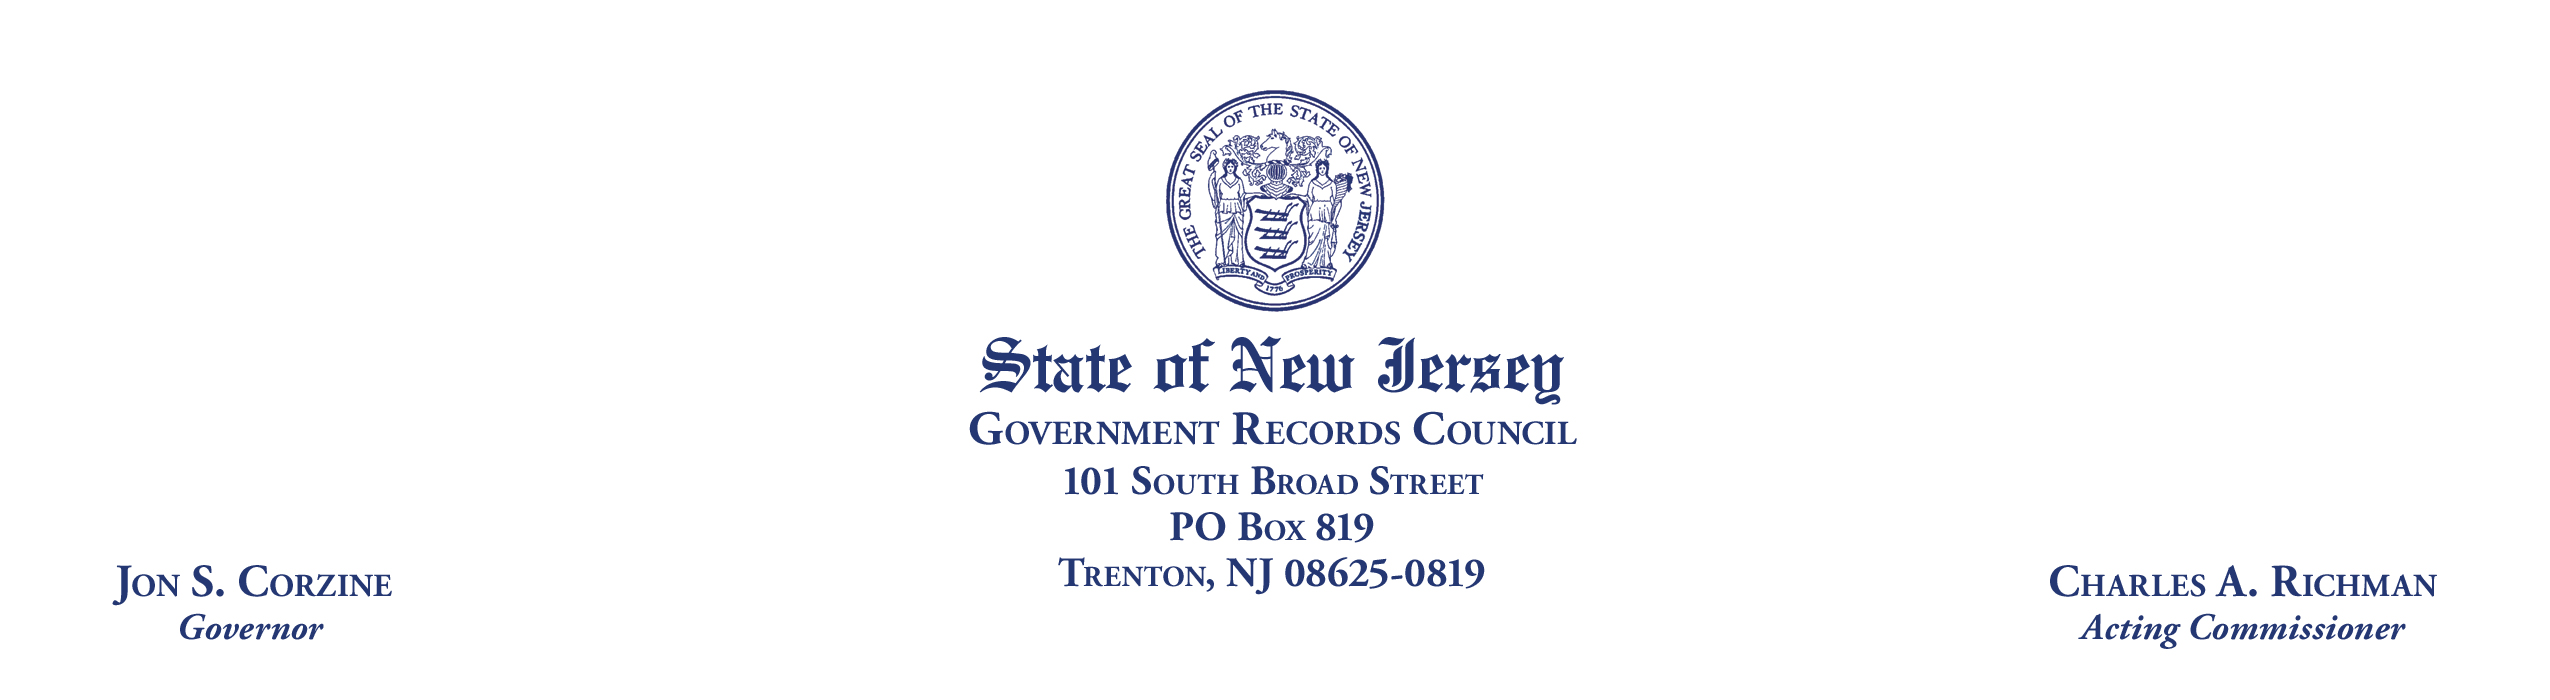 THE GREAT SEAL OF THE STATE OF NEW JERSEY
LIBERTY AND PROSPERITY
1776
State of New Jersey
GOVERNMENT RECORDS COUNCIL
101 SOUTH BROAD STREET
PO BOX 819
TRENTON, NJ 08625-0819
JON S. CORZINE
Governor
CHARLES A. RICHMAN
Acting Commissioner